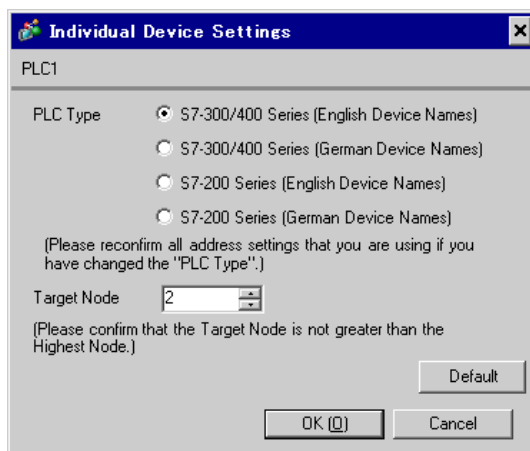 Individual Device Settings
PLC1
PLC Type
S7-300/400 Series (English Device Names)
S7-300/400 Series (German Device Names)
S7-200 Series (English Device Names)
S7-200 Series (German Device Names)
(Please reconfirm all address settings that you are using if you
have changed the "PLC Type".)
Target Node 2
(Please confirm that the Target Node is not greater than the
Highest Node.)
Default
OK (O) Cancel